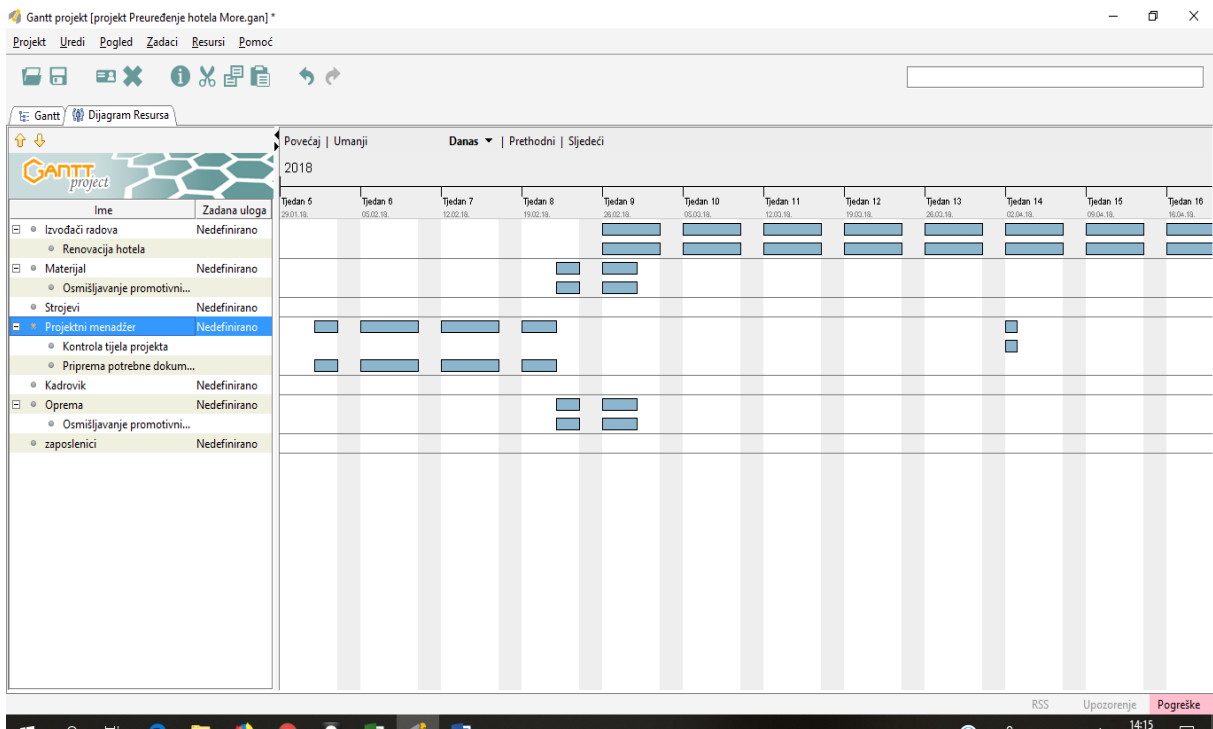 Gantt projekt [projekt Preuređenje hotela More.gan] *
Projekt Uredi Pogled Zadaci Resursi Pomoć
Gantt Dijagram Resursa
Povećaj | Umanji Danas | Prethodni | Sljedeći
GANTT project
2018
Tjedan 5 Tjedan 6 Tjedan 7 Tjedan 8 Tjedan 9 Tjedan 10 Tjedan 11 Tjedan 12 Tjedan 13 Tjedan 14 Tjedan 15 Tjedan 16
29.01.18. 05.02.18. 12.02.18. 19.02.18. 26.02.18. 05.03.18. 12.03.18. 19.03.18. 26.03.18. 02.04.18. 09.04.18. 16.04.18.
Ime Zadana uloga
Izvođači radova Nedefinirano
Renovacija hotela
Materijal Nedefinirano
Osmišljavanje promotivni...
Strojevi Nedefinirano
Projektni menadžer Nedefinirano
Kontrola tijela projekta
Priprema potrebne dokum...
Kadrovik Nedefinirano
Oprema Nedefinirano
Osmišljavanje promotivni...
zaposlenici Nedefinirano
RSS Upozorenje Pogreške
14:15